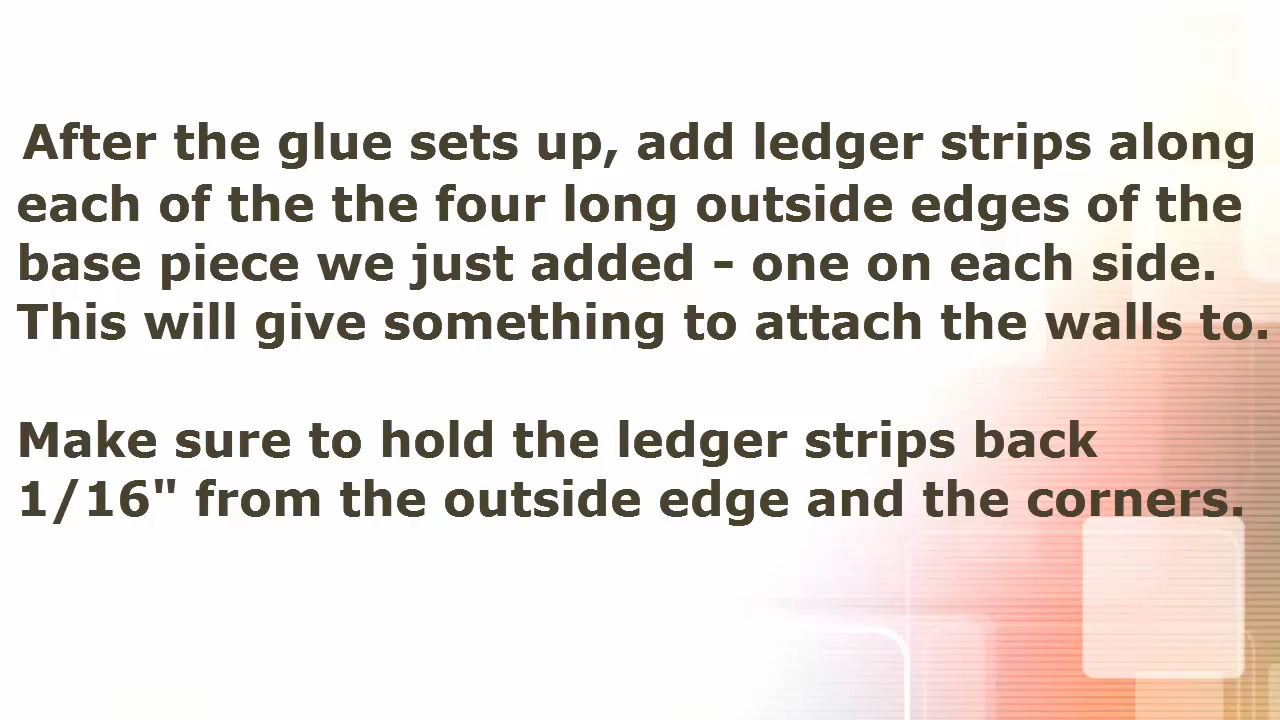 After the glue sets up, add ledger strips along
each of the the four long outside edges of the
base piece we just added - one on each side.
This will give something to attach the walls to.
Make sure to hold the ledger strips back
1/16" from the outside edge and the corners.